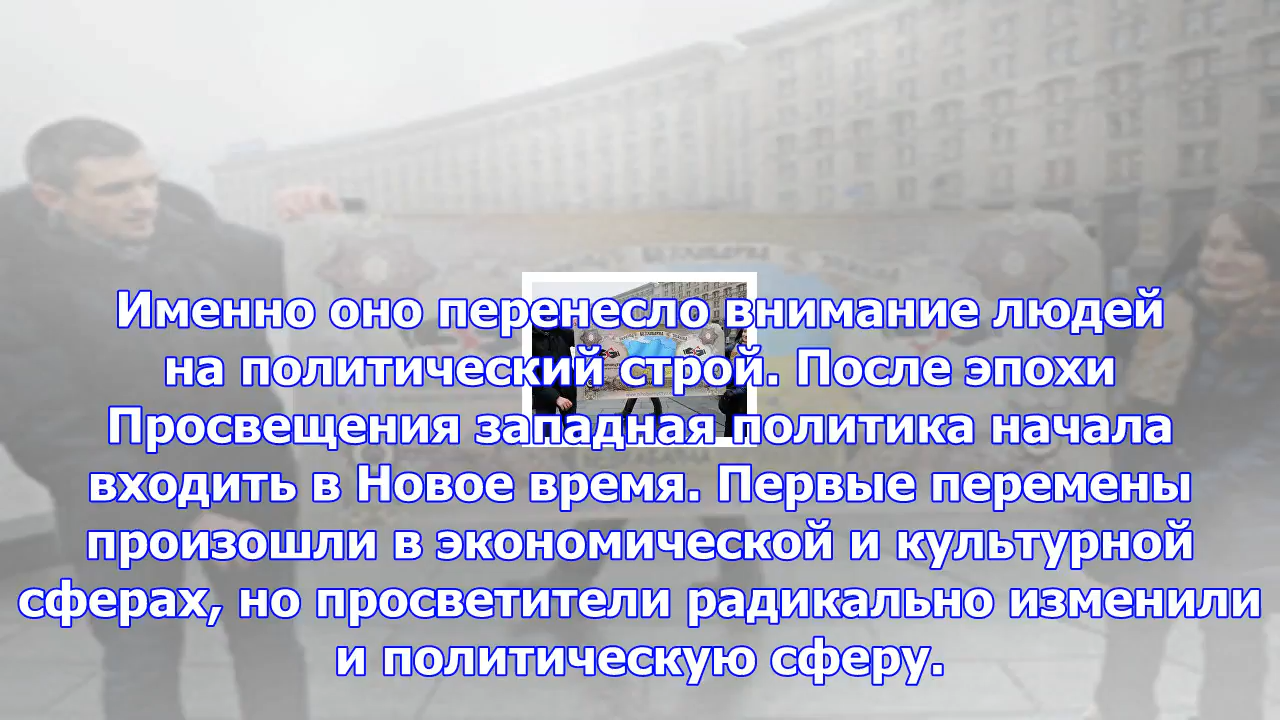 Именно оно перенесло внимание людей
на политический строй. После эпохи
Просвещения западная политика начала
входить в Новое время. Первые перемены
произошли в экономической и культурной
сферах, но просветители радикально изменили
и политическую сферу.